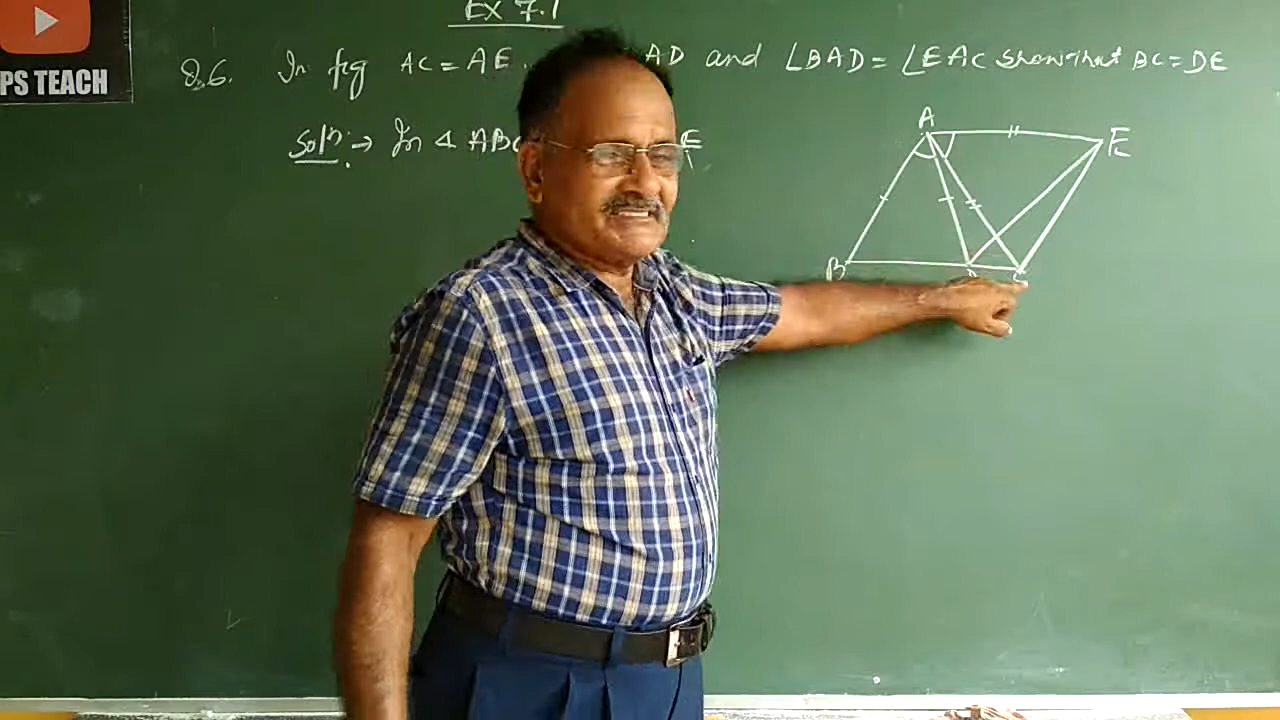 PS TEACH
Ex 7.1
Q.6. In fig AC = AE . AD and ∠BAD = ∠EAC show that BC = DE
Soln: → In △ ABC E
A
E
B